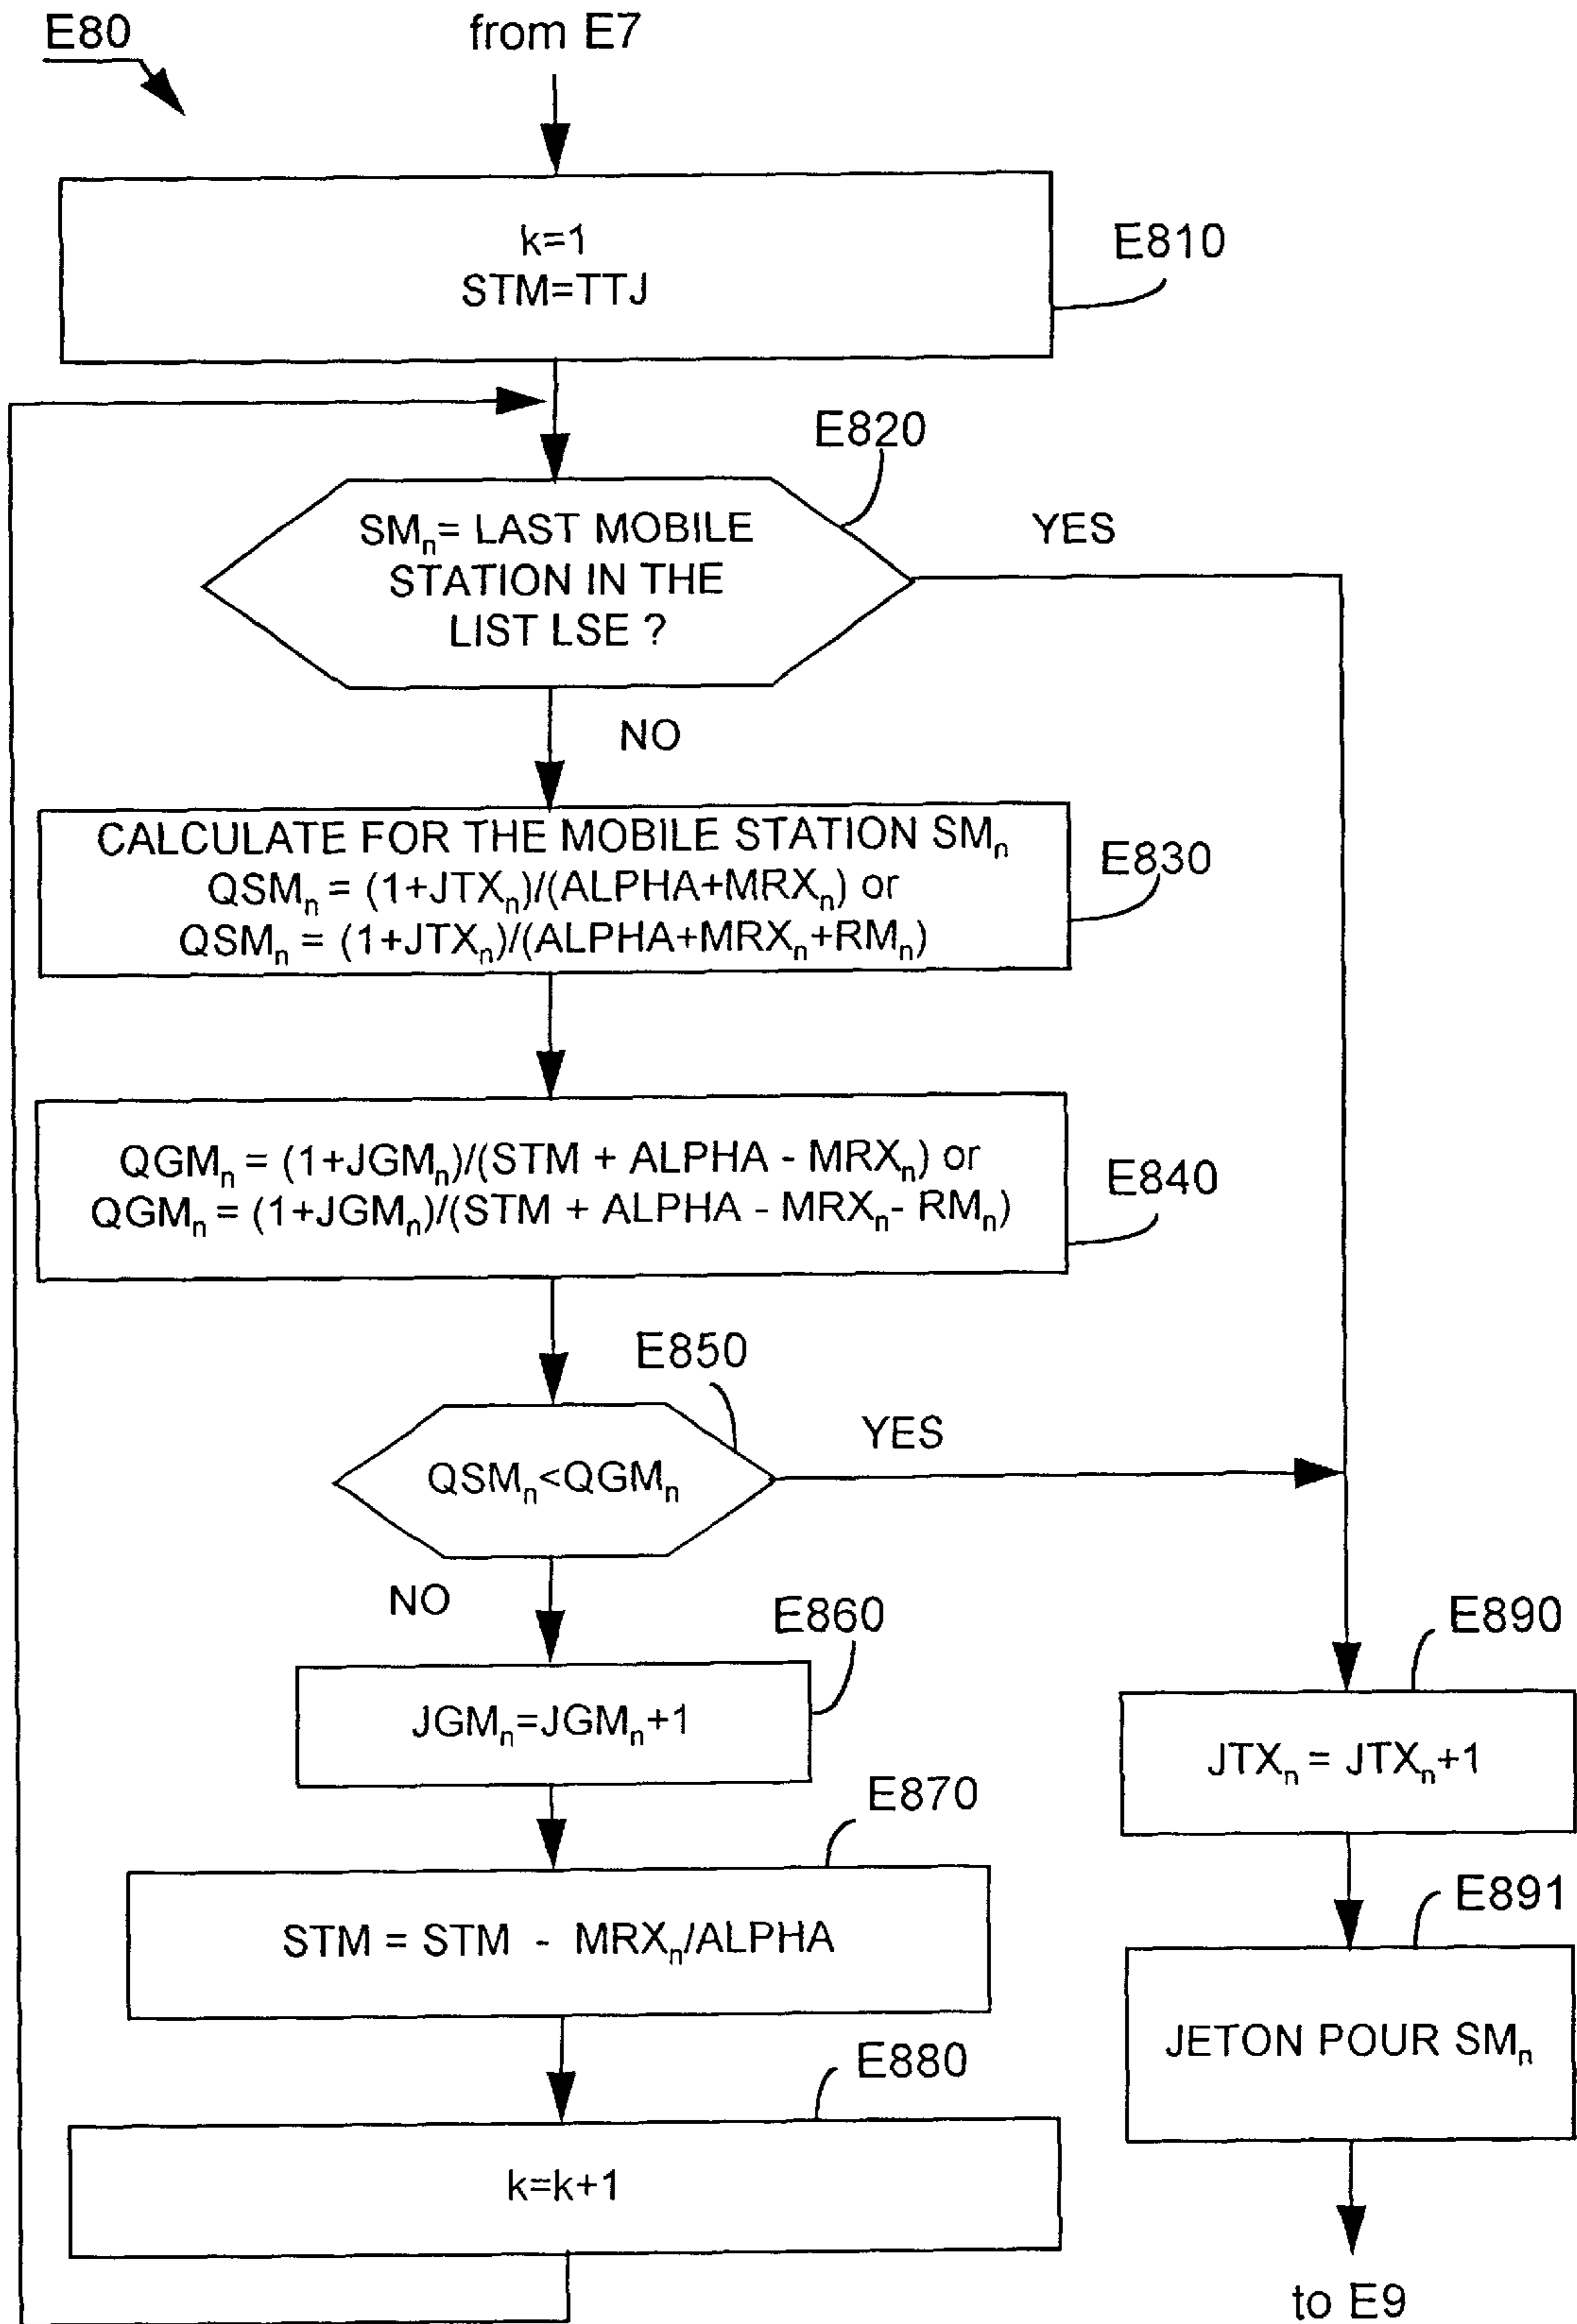 E80
from E7
k=1
STM=TTJ
E810
E820
SMn= LAST MOBILE
STATION IN THE
LIST LSE ?
YES
NO
CALCULATE FOR THE MOBILE STATION SMn
QSMn = (1+JTXn)/(ALPHA+MRXn) or
QSMn = (1+JTXn)/(ALPHA+MRXn+RMn)
E830
QGMn = (1+JGMn)/(STM + ALPHA - MRXn) or
QGMn = (1+JGMn)/(STM + ALPHA - MRXn- RMn)
E840
E850
QSMn<QGMn
YES
NO
E860
JGMn=JGMn+1
E890
JTXn = JTXn+1
E870
STM = STM - MRXn/ALPHA
E891
JETON POUR SMn
E880
k=k+1
to E9